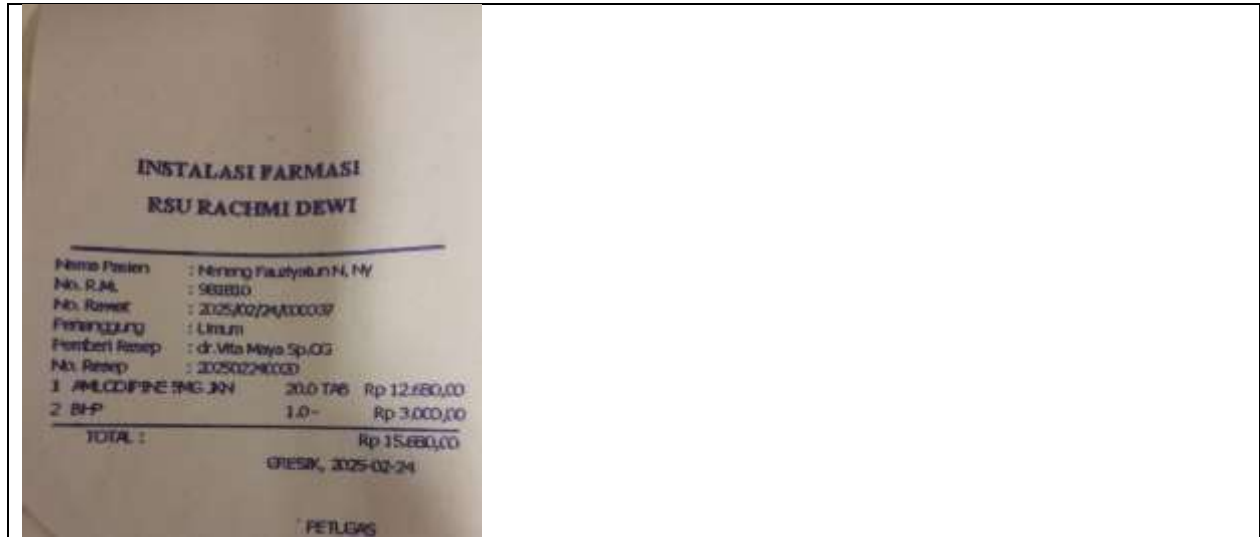 INSTALASI FARMASI
RSU RACHMI DEWI
Nama Pasien : Neneng Fauziyatun N, NY
No. R.M. : 981810
No. Rawat : 2025/02/24/000037
Penanggung : Umum
Pemberi Resep : dr.Vita Maya Sp,OG
No. Resep : 202502240020
1 AMLODIPINE 5MG JKN 20.0 TAB Rp 12.680,00
2 BHP 1.0 - Rp 3.000,00
TOTAL : Rp 15.680,00
GRESIK, 2025-02-24
PETUGAS